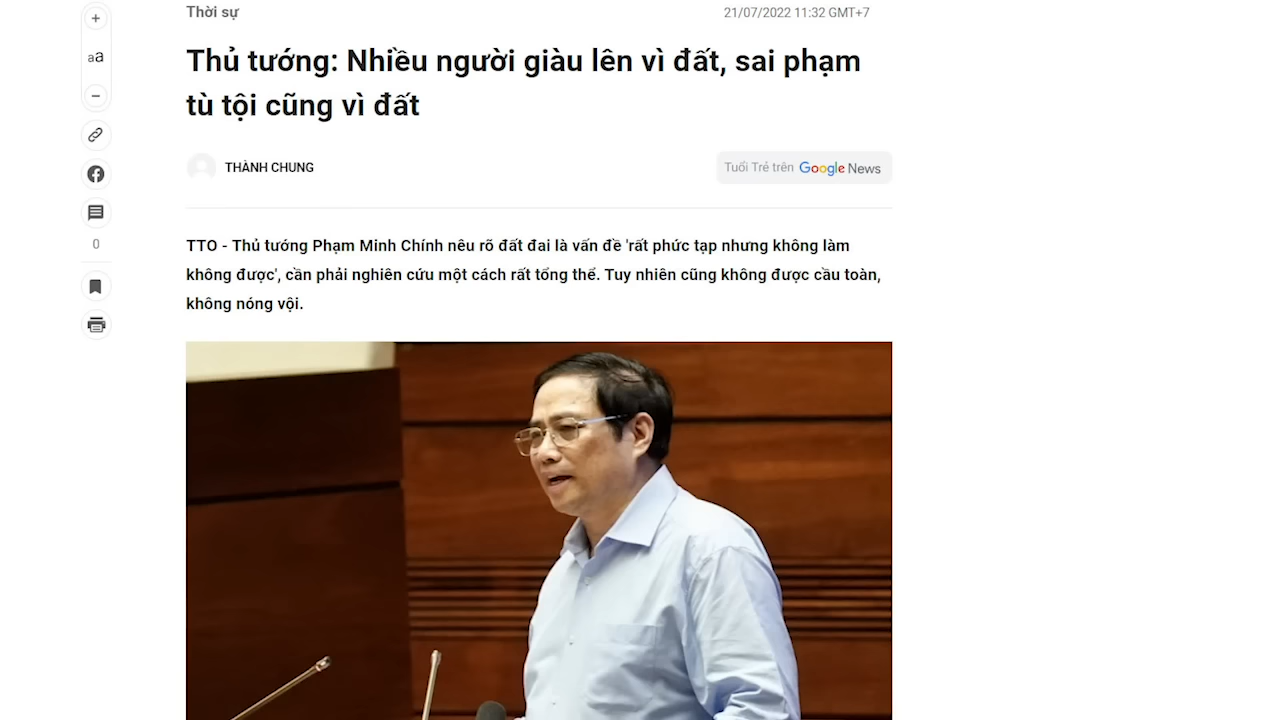 Thời sự
21/07/2022 11:32 GMT+7
aa
Thủ tướng: Nhiều người giàu lên vì đất, sai phạm
tù tội cũng vì đất
THÀNH CHUNG
Tuổi Trẻ trên Google News
0
TTO - Thủ tướng Phạm Minh Chính nêu rõ đất đai là vấn đề 'rất phức tạp nhưng không làm
không được', cần phải nghiên cứu một cách rất tổng thể. Tuy nhiên cũng không được cầu toàn,
không nóng vội.